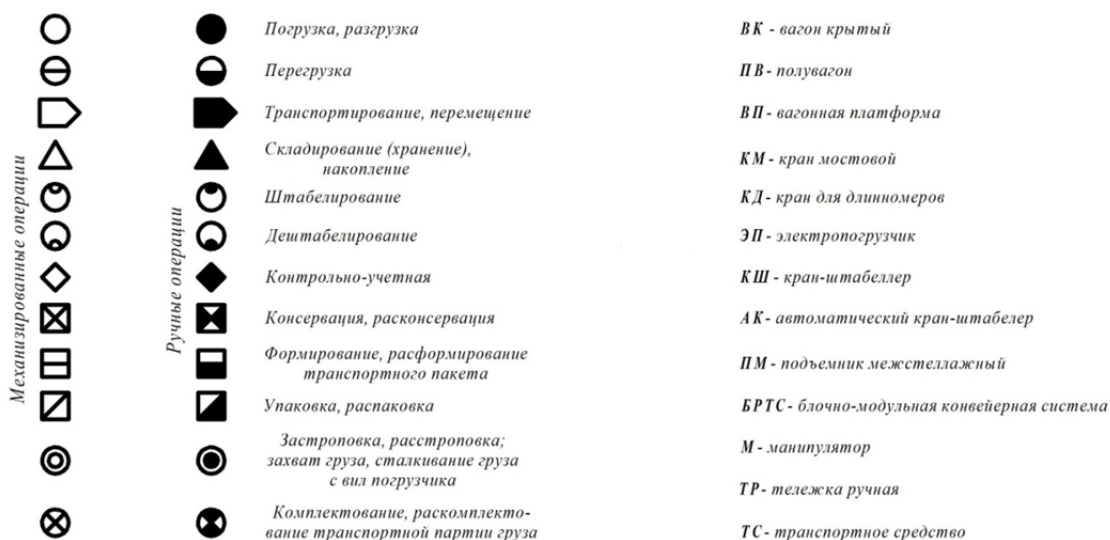 Механизированные операции
Ручные операции
Погрузка, разгрузка
Перегрузка
Транспортирование, перемещение
Складирование (хранение),
накопление
Штабелирование
Дештабелирование
Контрольно-учетная
Консервация, расконсервация
Формирование, расформирование
транспортного пакета
Упаковка, распаковка
Застроповка, расстроповка;
захват груза, сталкивание груза
с вил погрузчика
Комплектование, раскомплекто-
вание транспортной партии груза
ВК - вагон крытый
ПВ - полувагон
ВП - вагонная платформа
КМ - кран мостовой
КД - кран для длинномеров
ЭП - электропогрузчик
КШ - кран-штабеллер
АК - автоматический кран-штабелер
ПМ - подъемник межстеллажный
БРТС - блочно-модульная конвейерная система
М - манипулятор
ТР - тележка ручная
ТС - транспортное средство